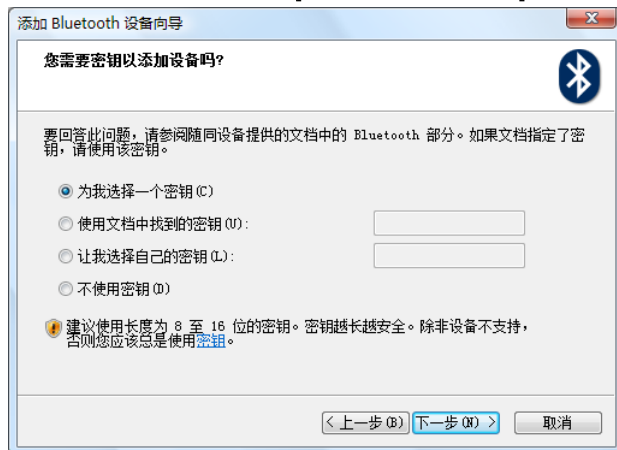 添加 Bluetooth 设备向导
您需要密钥以添加设备吗?
要回答此问题，请参阅随同设备提供的文档中的 Bluetooth 部分。如果文档指定了密
钥，请使用该密钥。
为我选择一个密钥(C)
使用文档中找到的密钥(U):
让我选择自己的密钥(L):
不使用密钥(D)
建议使用长度为 8 至 16 位的密钥。密钥越长越安全。除非设备不支持，
否则您应该总是使用密钥。
<上一步(B) 下一步(N) > 取消